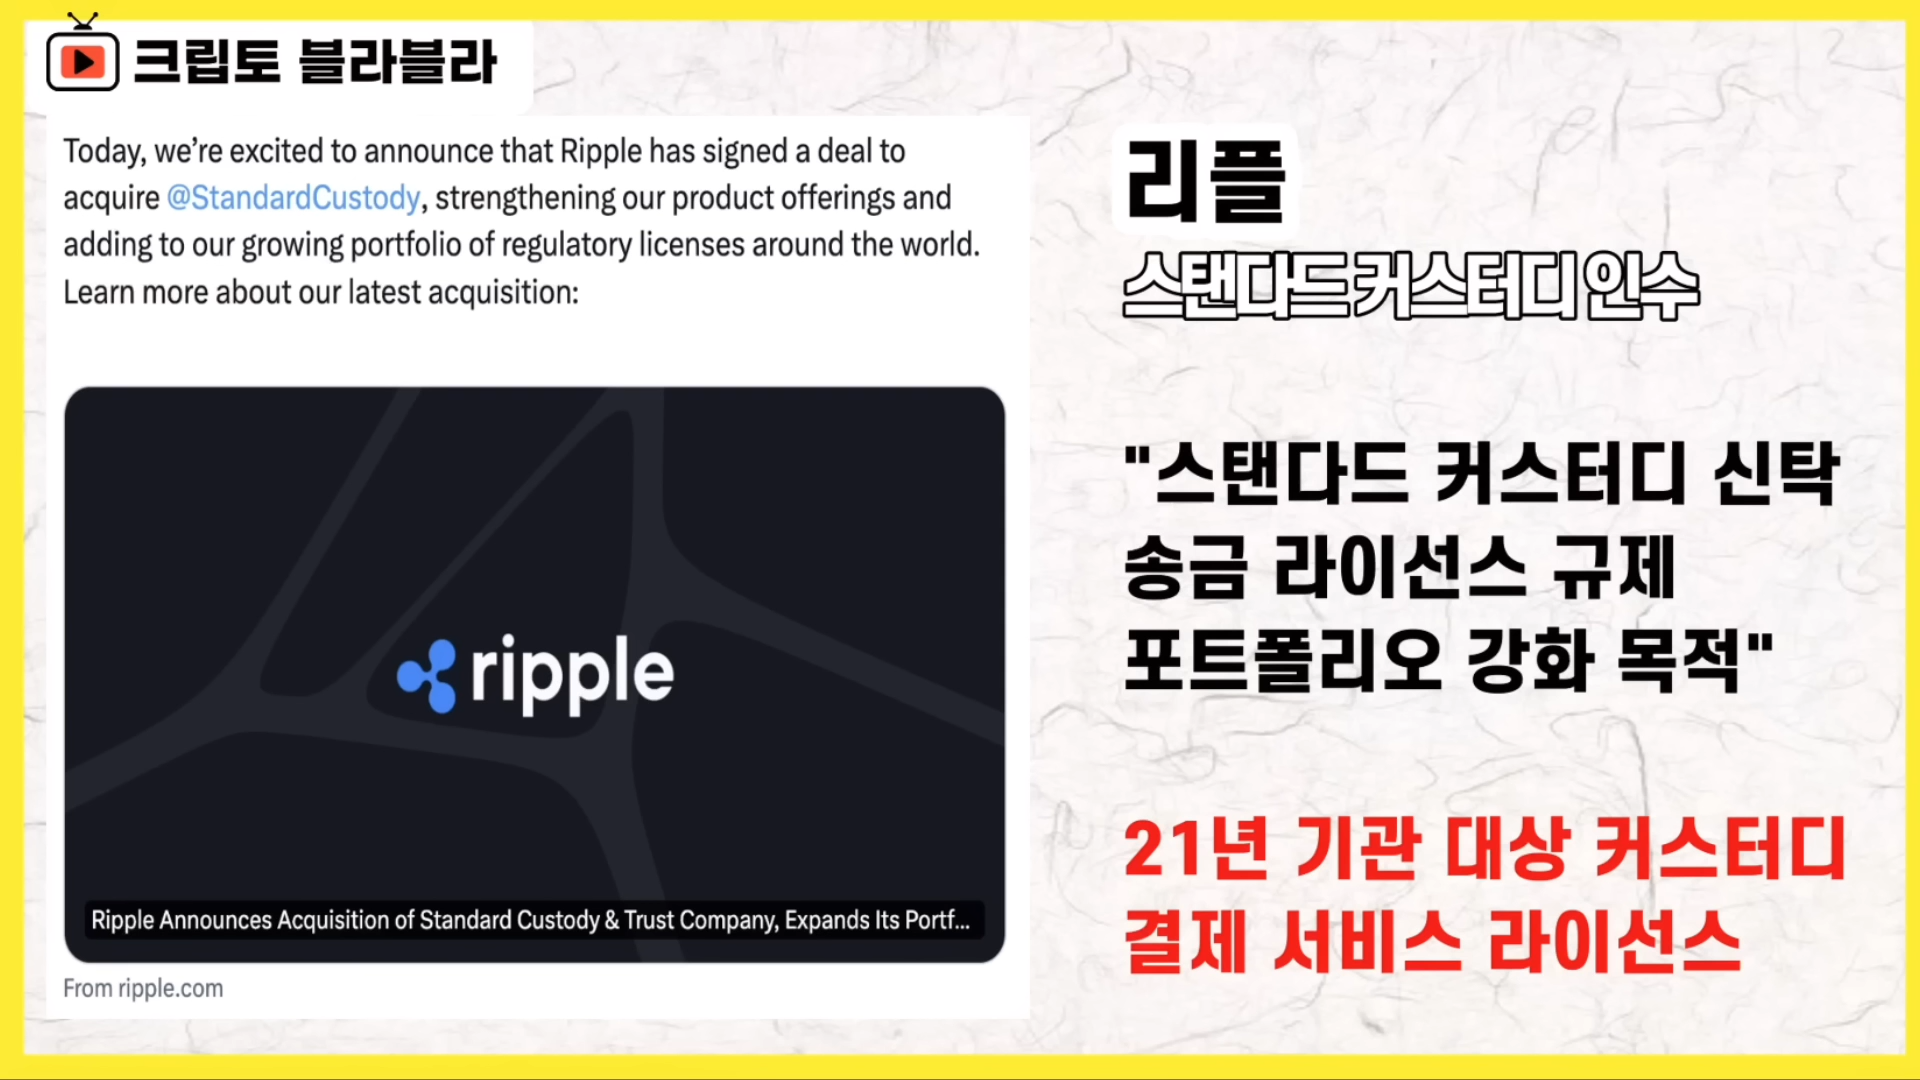 크립토 블라블라
Today, we’re excited to announce that Ripple has signed a deal to
acquire @StandardCustody, strengthening our product offerings and
adding to our growing portfolio of regulatory licenses around the world.
Learn more about our latest acquisition:
ripple
Ripple Announces Acquisition of Standard Custody & Trust Company, Expands Its Portf...
From ripple.com
리플
스탠다드 커스터디 인수
"스탠다드 커스터디 신탁
송금 라이선스 규제
포트폴리오 강화 목적"
21년 기관 대상 커스터디
결제 서비스 라이선스